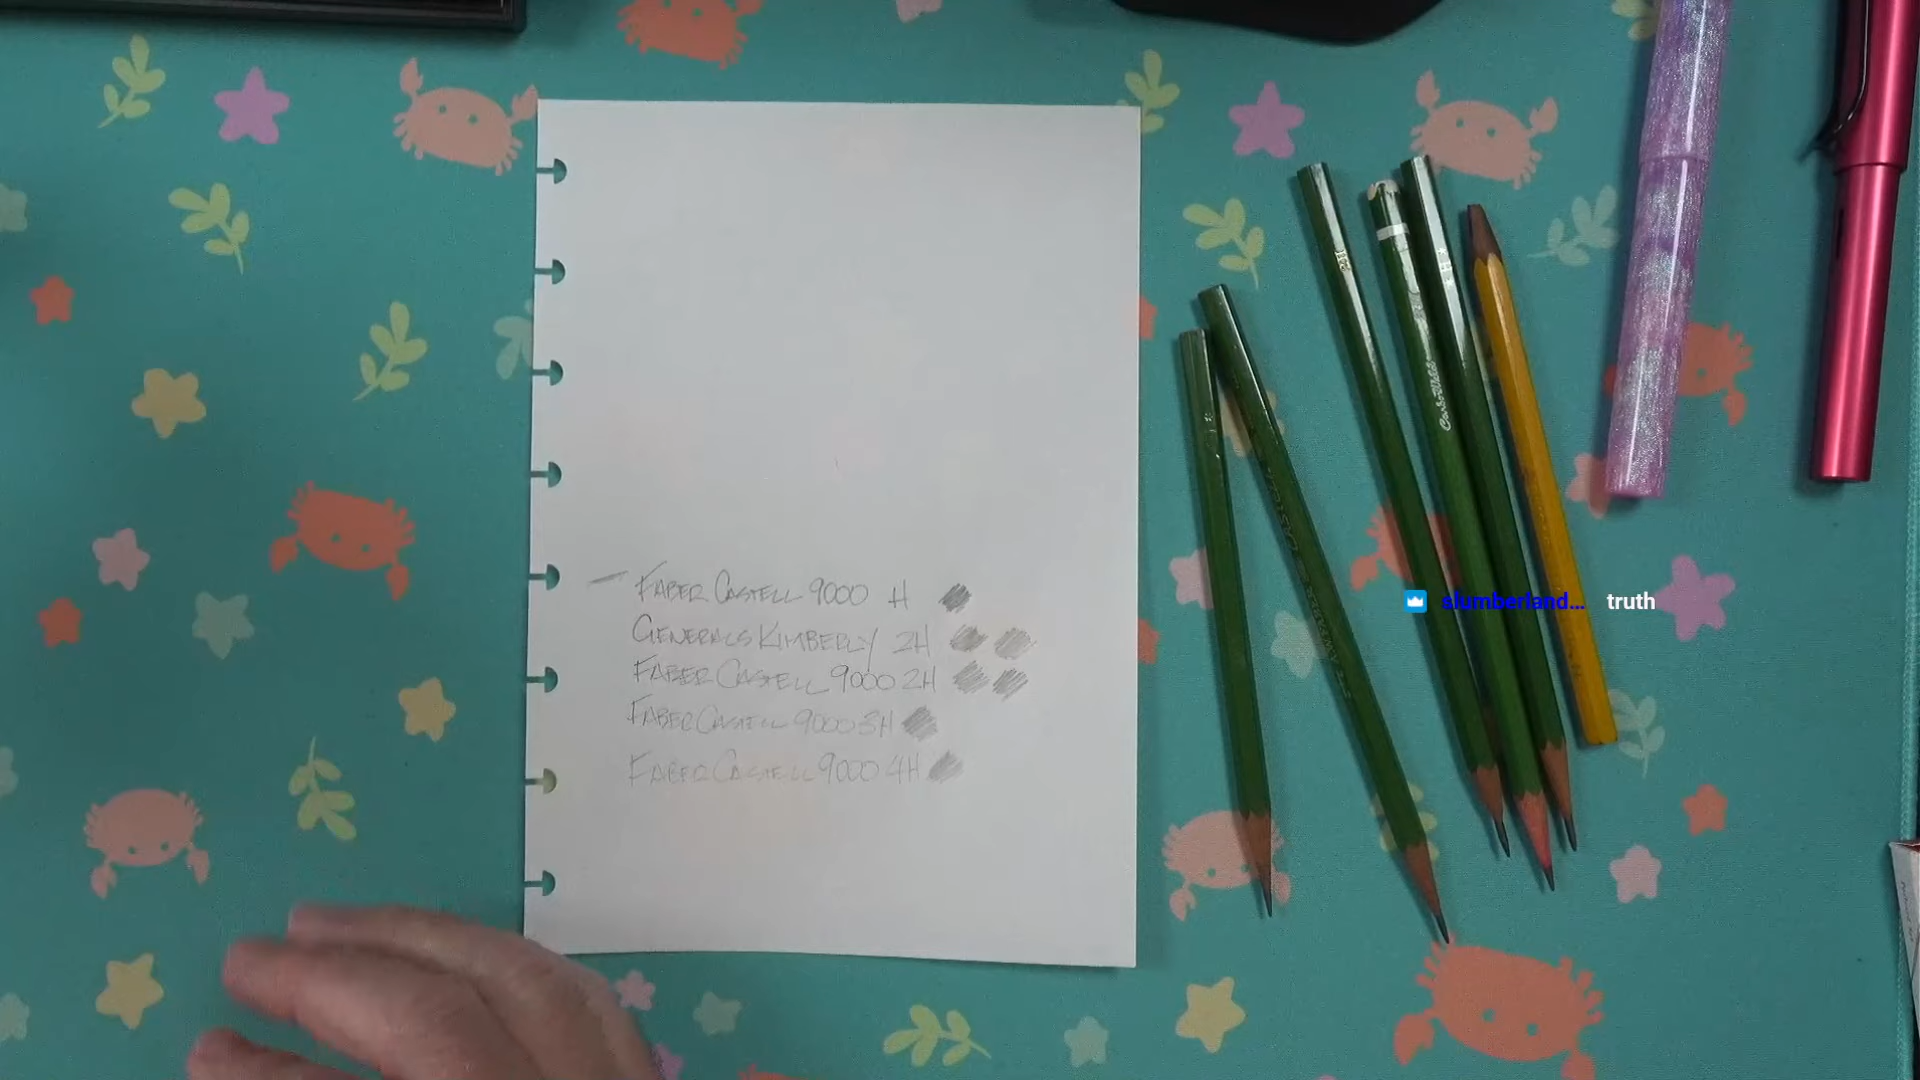 FABER CASTELL 9000 H
GENERALS KIMBERLY 2H
FABER CASTELL 9000 2H
FABER CASTELL 9000 3H
FABER CASTELL 9000 4H
slumberland... truth